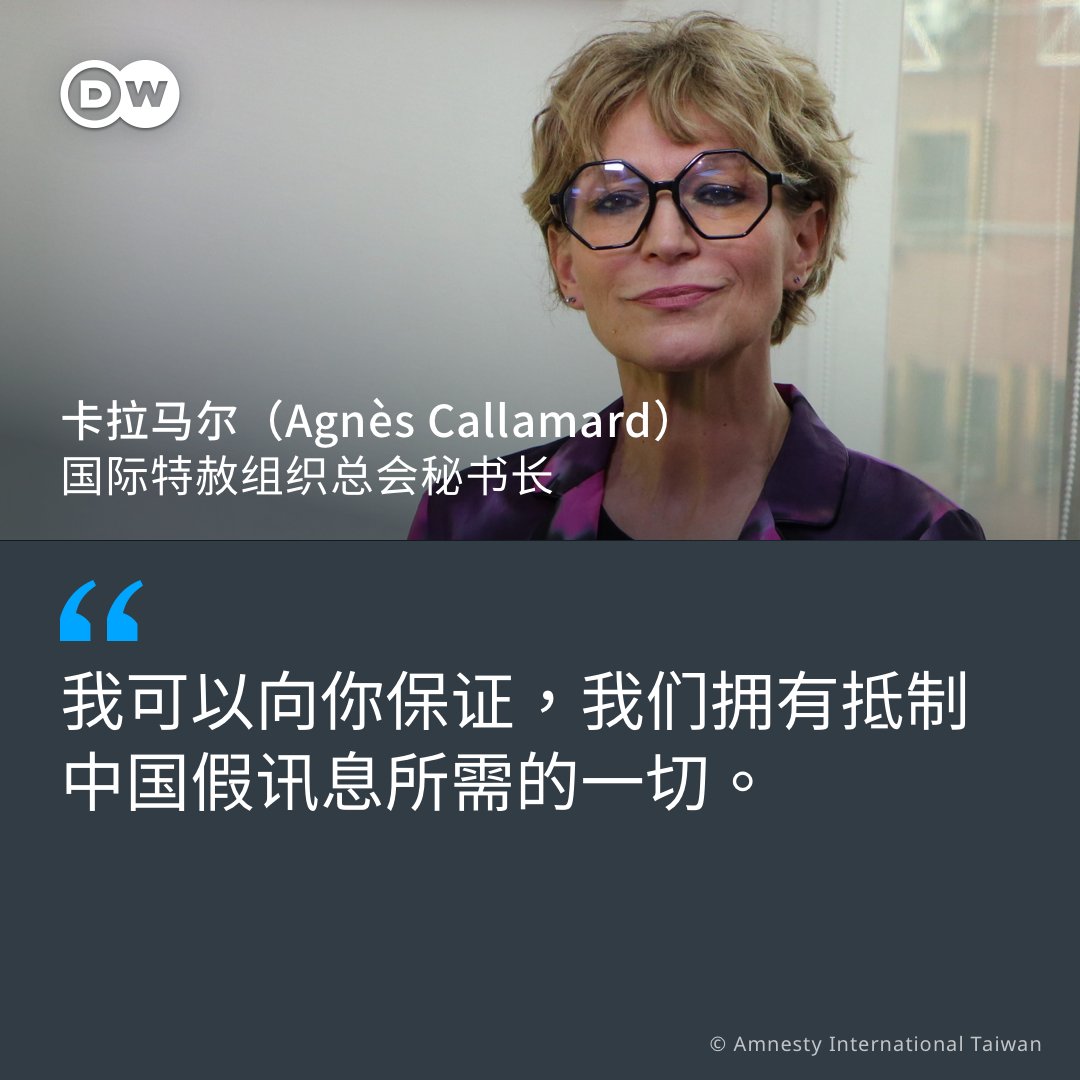 DW
卡拉马尔（Agnès Callamard）
国际特赦组织总会秘书长
“
我可以向你保证，我们拥有抵制
中国假讯息所需的一切。
© Amnesty International Taiwan